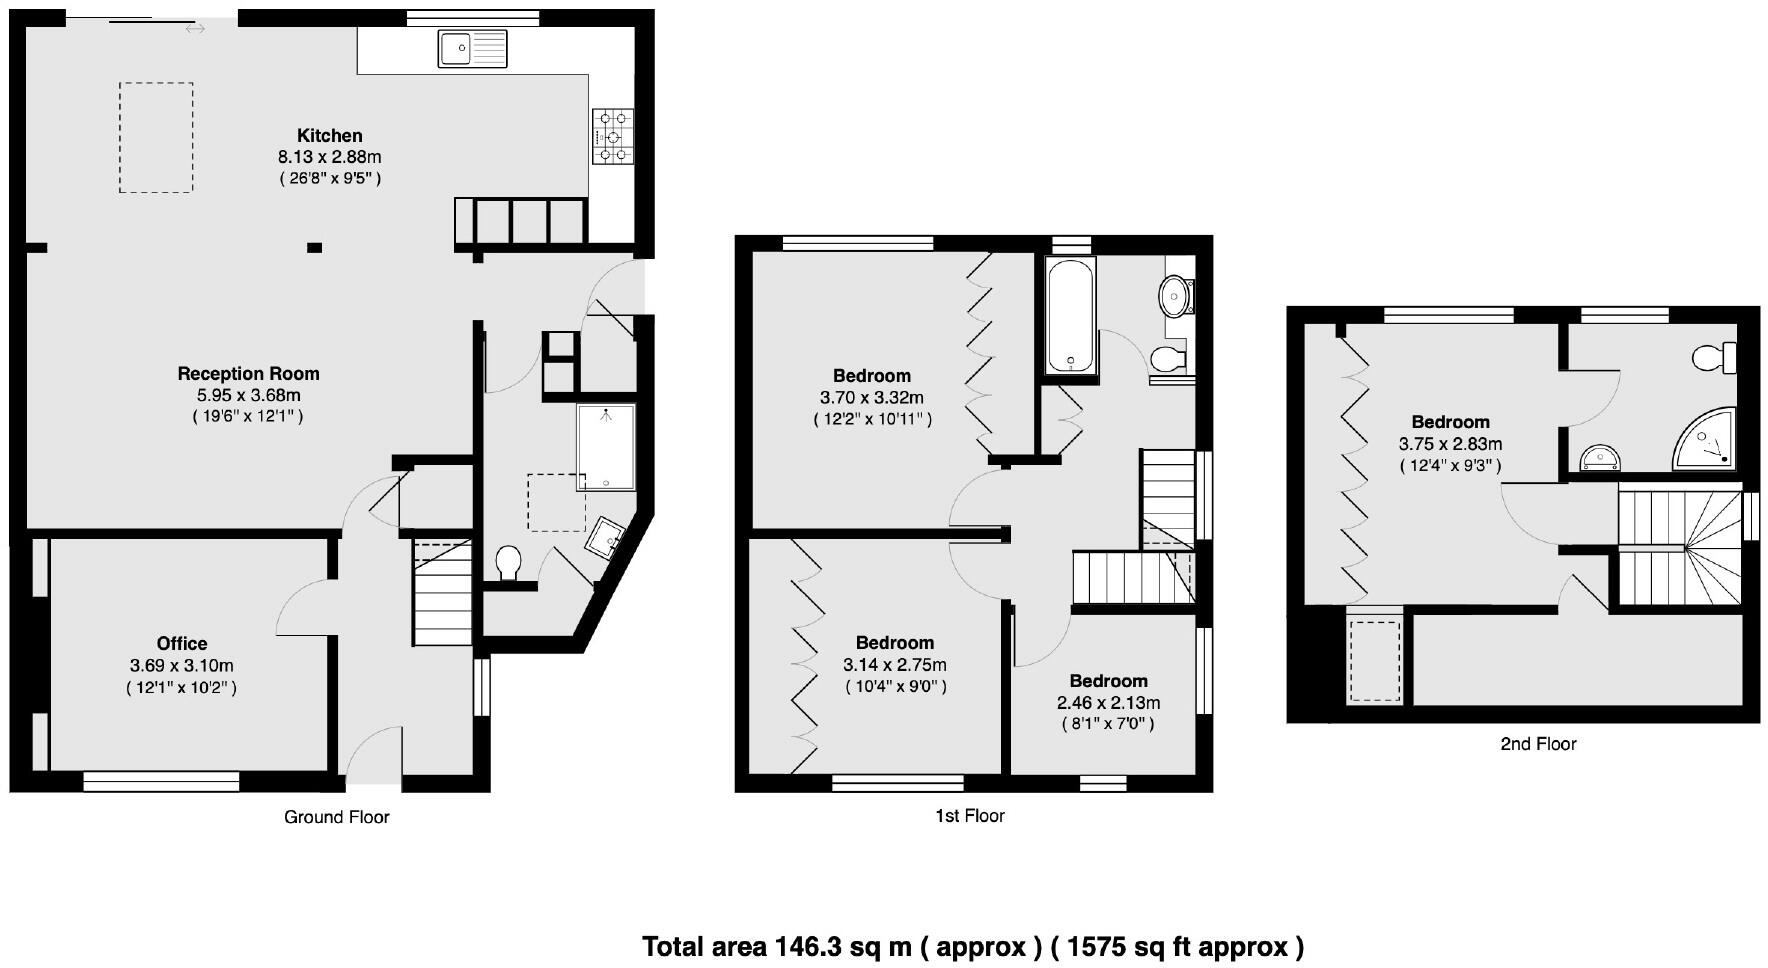 Kitchen
8.13 x 2.88m
( 26'8" x 9'5" )
Reception Room
5.95 x 3.68m
( 19'6" x 12'1" )
Office
3.69 x 3.10m
( 12'1" x 10'2" )
Ground Floor
Bedroom
3.70 x 3.32m
( 12'2" x 10'11" )
Bedroom
3.14 x 2.75m
( 10'4" x 9'0" )
Bedroom
2.46 x 2.13m
( 8'1" x 7'0" )
1st Floor
Bedroom
3.75 x 2.83m
( 12'4" x 9'3" )
2nd Floor
Total area 146.3 sq m ( approx ) ( 1575 sq ft approx )